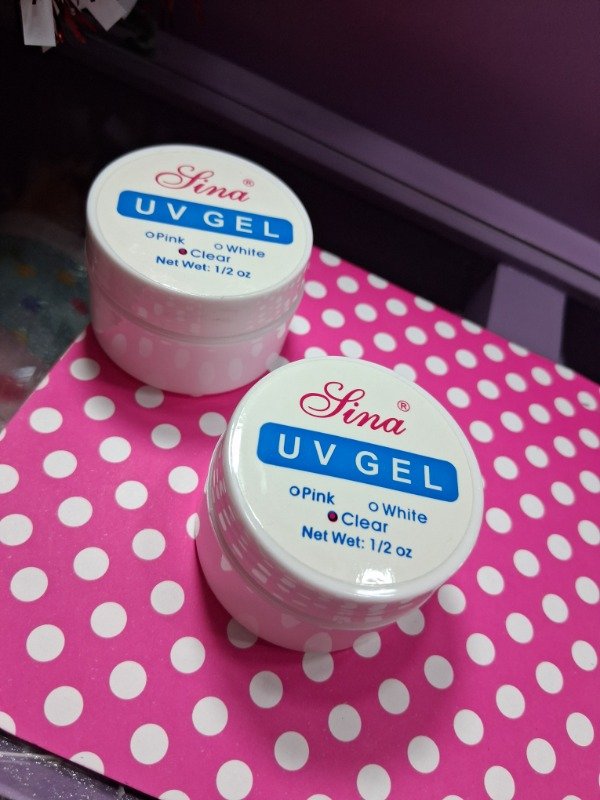 Sina®
UV GEL
Pink White
Clear
Net Wet: 1/2 oz
Sina®
UV GEL
Pink White
Clear
Net Wet: 1/2 oz